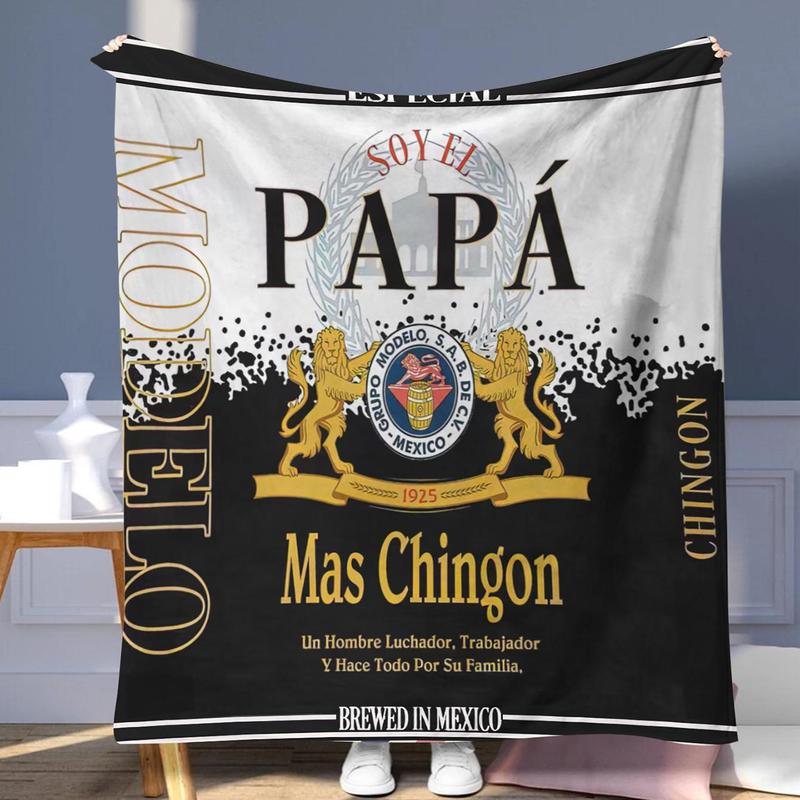 ESPECIAL
SOY EL
PAPÁ
MODELO
GRUPO MODELO, S.A.B. DE C.V.
- MEXICO -
1925
CHINGON
Mas Chingon
Un Hombre Luchador, Trabajador
Y Hace Todo Por Su Familia,
BREWED IN MEXICO